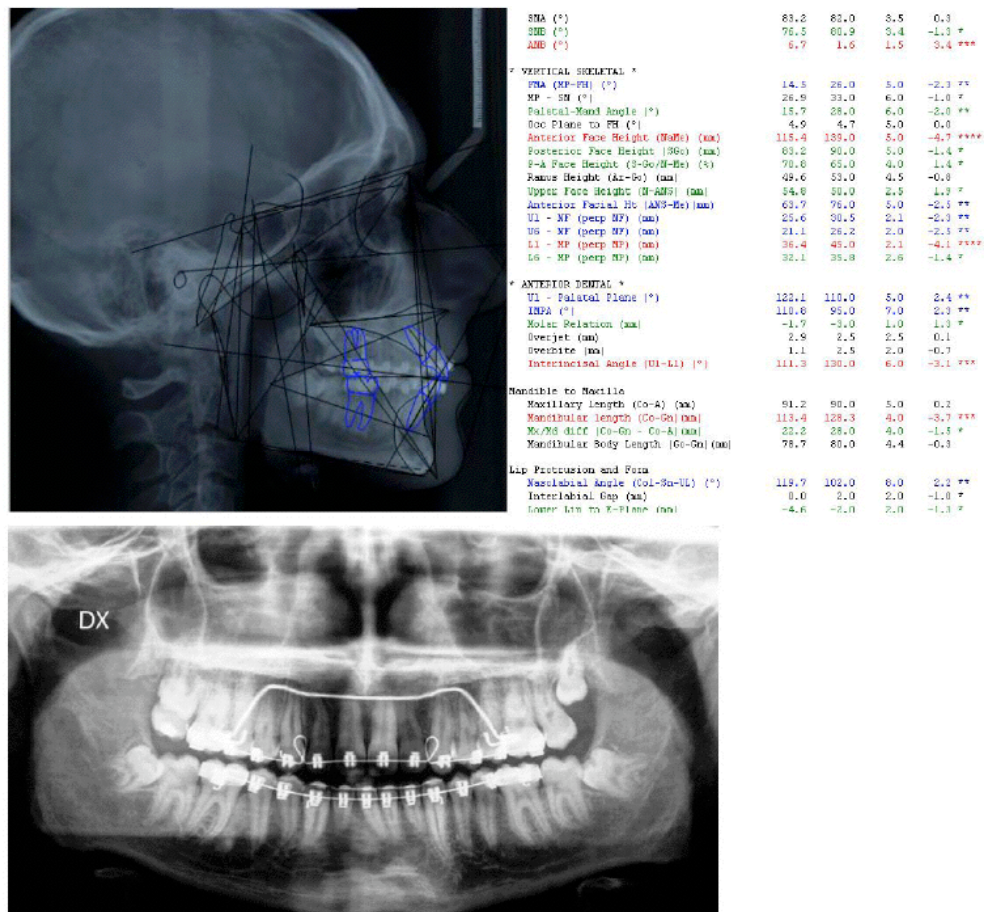 SNA (°) 83.2 82.0 3.5 0.3
SNB (°) 76.5 80.9 3.4 -1.3 *
ANB (°) 6.7 1.6 1.5 3.4 ***
* VERTICAL SKELETAL *
FMA (MP-FH) (°) 14.5 26.0 5.0 -2.3 **
MP - SN (°) 26.9 33.0 6.0 -1.0 *
Palatal-Mand Angle (°) 15.7 28.0 6.0 -2.0 **
Occ Plane to FH (°) 4.9 4.7 5.0 0.0
Anterior Face Height (NaMe) (mm) 115.4 139.0 5.0 -4.7 ****
Posterior Face Height (SGo) (mm) 83.2 90.0 5.0 -1.4 *
P-A Face Height (S-Go/N-Me) (%) 70.8 65.0 4.0 1.4 *
Ramus Height (Ar-Go) (mm) 49.6 53.0 4.5 -0.8
Upper Face Height (N-ANS) (mm) 54.8 50.0 2.5 1.9 *
Anterior Facial Ht (ANS-Me) (mm) 63.7 76.0 5.0 -2.5 **
U1 - NF (perp NF) (mm) 25.6 30.5 2.1 -2.3 **
U6 - NF (perp NF) (mm) 21.1 26.2 2.0 -2.5 **
L1 - MP (perp MP) (mm) 36.4 45.0 2.1 -4.1 ****
L6 - MP (perp MP) (mm) 32.1 35.8 2.6 -1.4 *
* ANTERIOR DENTAL *
U1 - Palatal Plane (°) 122.1 110.0 5.0 2.4 **
IMPA (°) 110.8 95.0 7.0 2.3 **
Molar Relation (mm) -1.7 -3.0 1.0 1.3 *
Overjet (mm) 2.9 2.5 2.5 0.1
Overbite (mm) 1.1 2.5 2.0 -0.7
Interincisal Angle (U1-L1) (°) 111.3 130.0 6.0 -3.1 ***
Mandible to Maxilla
Maxillary Length (Co-A) (mm) 91.2 90.0 5.0 0.2
Mandibular length (Co-Gn) (mm) 113.4 128.3 4.0 -3.7 ***
Mx/Md diff (Co-Gn - Co-A) (mm) 22.2 28.0 4.0 -1.5 *
Mandibular Body Length (Go-Gn) (mm) 78.7 80.0 4.4 -0.3
Lip Protrusion and Form
Nasolabial Angle (Col-Sn-UL) (°) 119.7 102.0 8.0 2.2 **
Interlabial Gap (mm) 0.0 2.0 2.0 -1.0 *
Lower Lip to E-Plane (mm) -4.6 -2.0 2.0 -1.3 *
DX